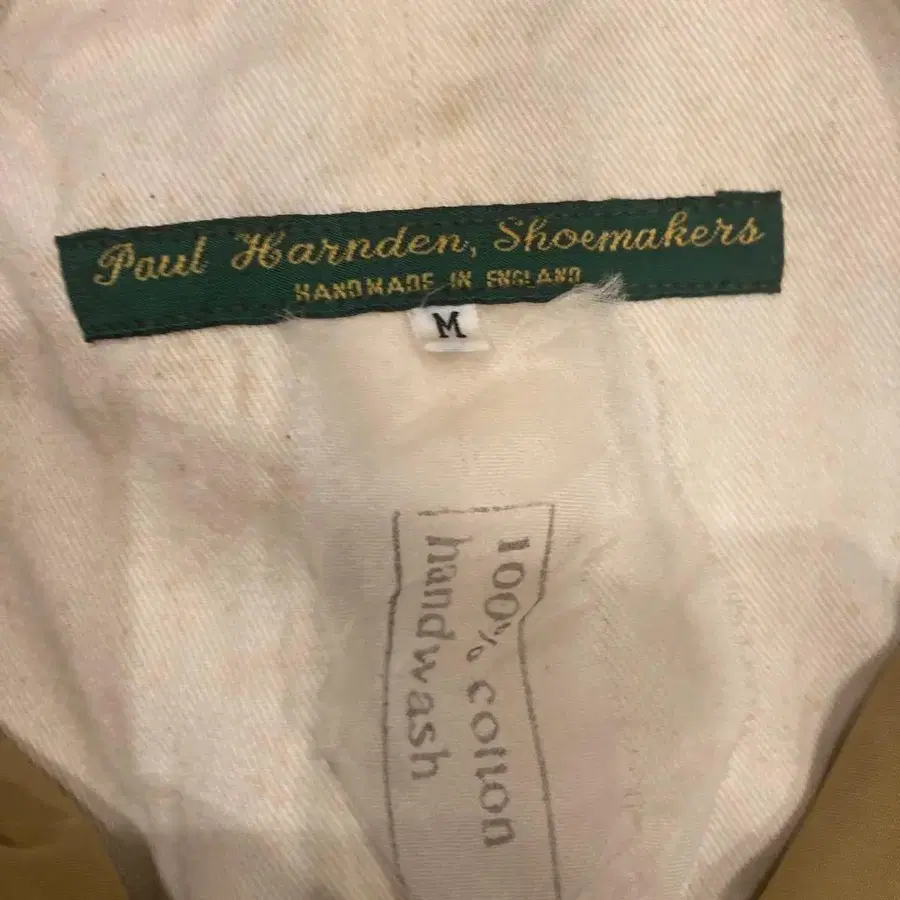 Paul Harnden, Shoemakers
HANDMADE IN ENGLAND
M
100% cotton
handwash